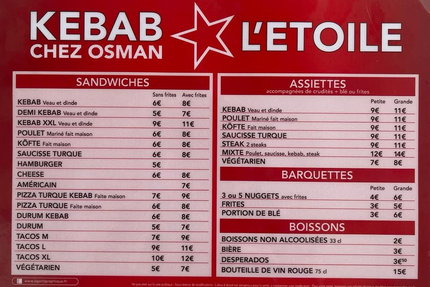 KEBAB
CHEZ OSMAN
L'ETOILE
SANDWICHES
Sans frites Avec frites
KEBAB Veau et dinde 6€ 8€
DEMI KEBAB Veau et dinde 5€ 7€
KEBAB XXL Veau et dinde 9€ 11€
POULET Mariné fait maison 6€ 8€
KÖFTE Fait maison 6€ 8€
SAUCISSE TURQUE 6€ 8€
HAMBURGER 5€
CHEESE 6€ 8€
AMÉRICAIN 7€
PIZZA TURQUE KEBAB Faite maison 7€ 9€
PIZZA TURQUE Faite maison 6€ 8€
DURUM KEBAB 6€ 8€
DURUM 5€ 7€
TACOS M 7€ 9€
TACOS L 9€ 11€
TACOS XL 10€ 12€
VÉGÉTARIEN 5€ 7€
ASSIETTES
accompagnées de crudités + blé ou frites
Petite Grande
KEBAB Veau et dinde 9€ 11€
POULET Mariné fait maison 9€ 11€
KÖFTE Fait maison 9€ 11€
SAUCISSE TURQUE 9€ 11€
STEAK 2 steaks 9€ 11€
MIXTE Poulet, saucisse, kebab, steak 12€ 14€
VÉGÉTARIEN 7€ 8€
BARQUETTES
Petite Grande
3 ou 5 NUGGETS avec frites 4€ 6€
FRITES 3€ 5€
PORTION DE BLÉ 3€ 6€
BOISSONS
BOISSONS NON ALCOOLISÉES 33 cl 2€
BIÈRE 3€
DESPERADOS 3€50
BOUTEILLE DE VIN ROUGE 75 cl 15€